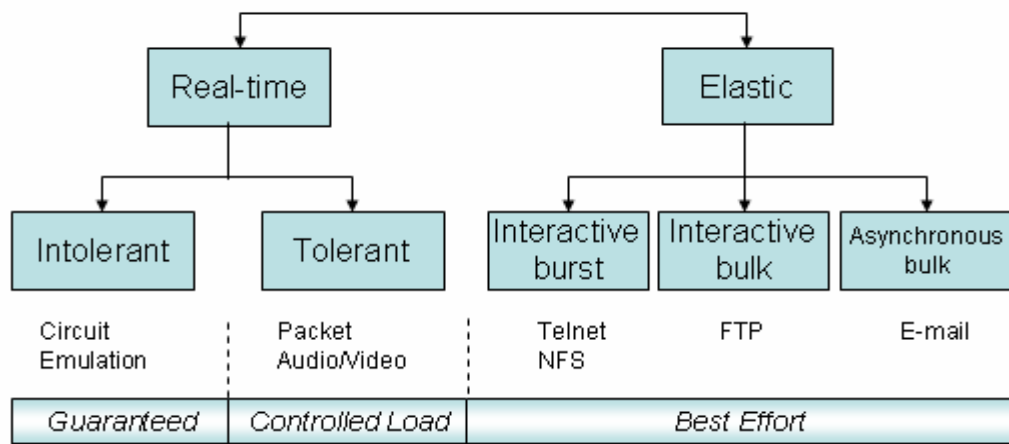 Real-time
Elastic
Intolerant
Tolerant
Interactive
burst
Interactive
bulk
Asynchronous
bulk
Circuit
Emulation
Packet
Audio/Video
Telnet
NFS
FTP
E-mail
Guaranteed
Controlled Load
Best Effort